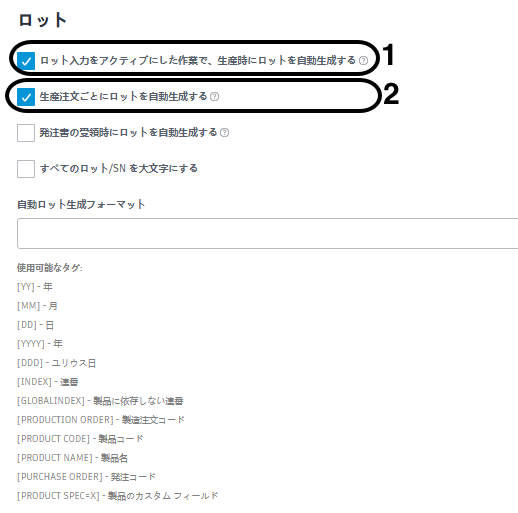 ロット
ロット入力をアクティブにした作業で、生産時にロットを自動生成する ? 1
生産注文ごとにロットを自動生成する ? 2
発注書の受領時にロットを自動生成する ?
すべてのロット/SN を大文字にする
自動ロット生成フォーマット
使用可能なタグ:
[YY] - 年
[MM] - 月
[DD] - 日
[YYYY] - 年
[DDD] - ユリウス日
[INDEX] - 連番
[GLOBALINDEX] - 製品に依存しない連番
[PRODUCTION ORDER] - 製造注文コード
[PRODUCT CODE] - 製品コード
[PRODUCT NAME] - 製品名
[PURCHASE ORDER] - 発注コード
[PRODUCT SPEC=X] - 製品のカスタム フィールド